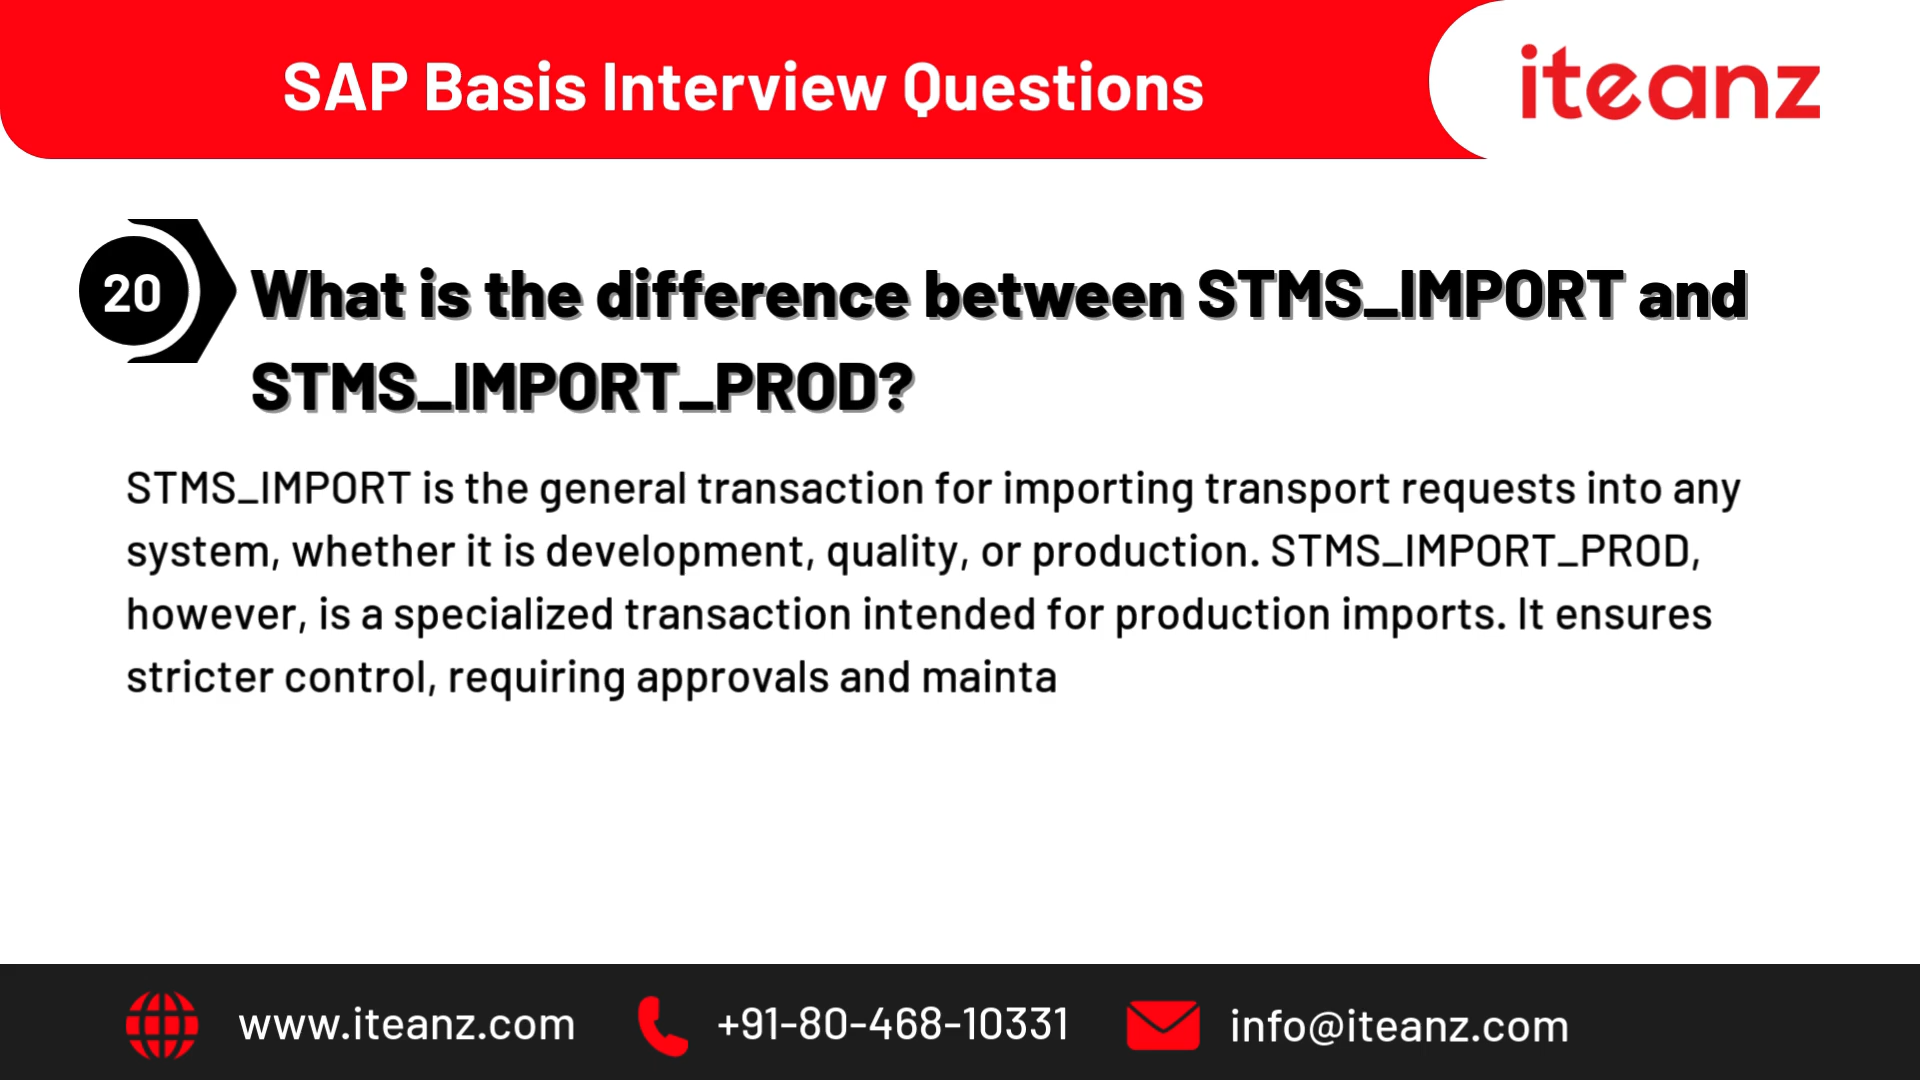 SAP Basis Interview Questions
iteanz
20
What is the difference between STMS_IMPORT and
STMS_IMPORT_PROD?
STMS_IMPORT is the general transaction for importing transport requests into any
system, whether it is development, quality, or production. STMS_IMPORT_PROD,
however, is a specialized transaction intended for production imports. It ensures
stricter control, requiring approvals and mainta
www.iteanz.com
+91-80-468-10331
info@iteanz.com